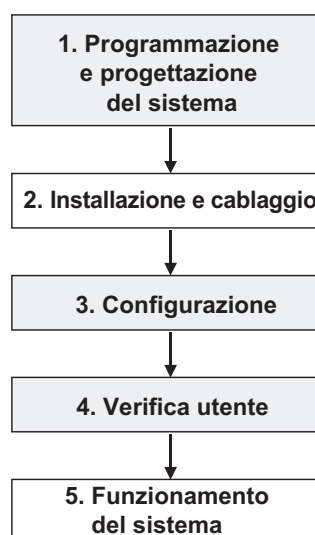 1. Programmazione
e progettazione
del sistema
2. Installazione e cablaggio
3. Configurazione
4. Verifica utente
5. Funzionamento
del sistema